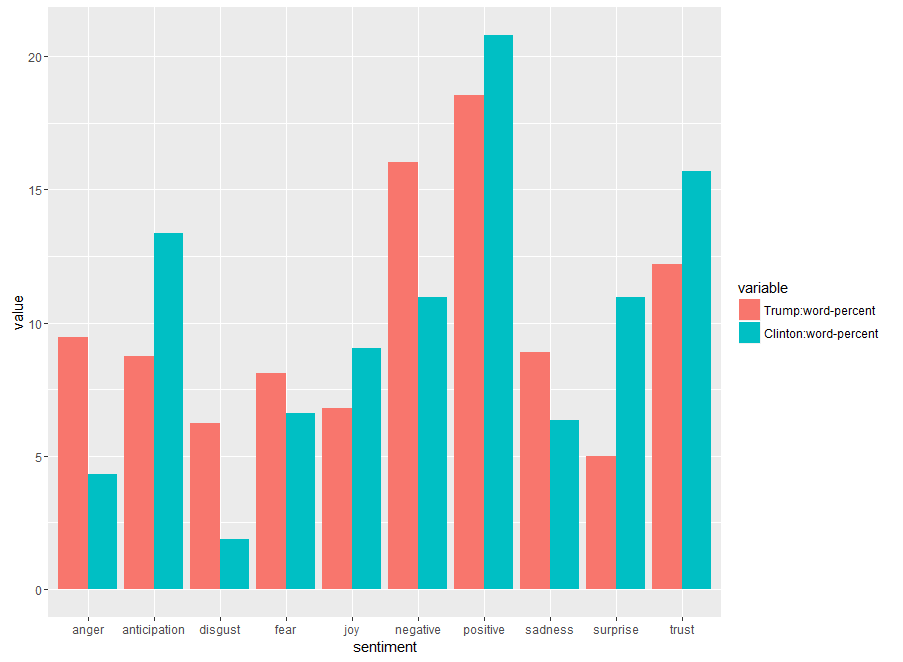 value
20
15
10
5
0
anger anticipation disgust fear joy negative positive sadness surprise trust
sentiment
variable
Trump:word-percent
Clinton:word-percent